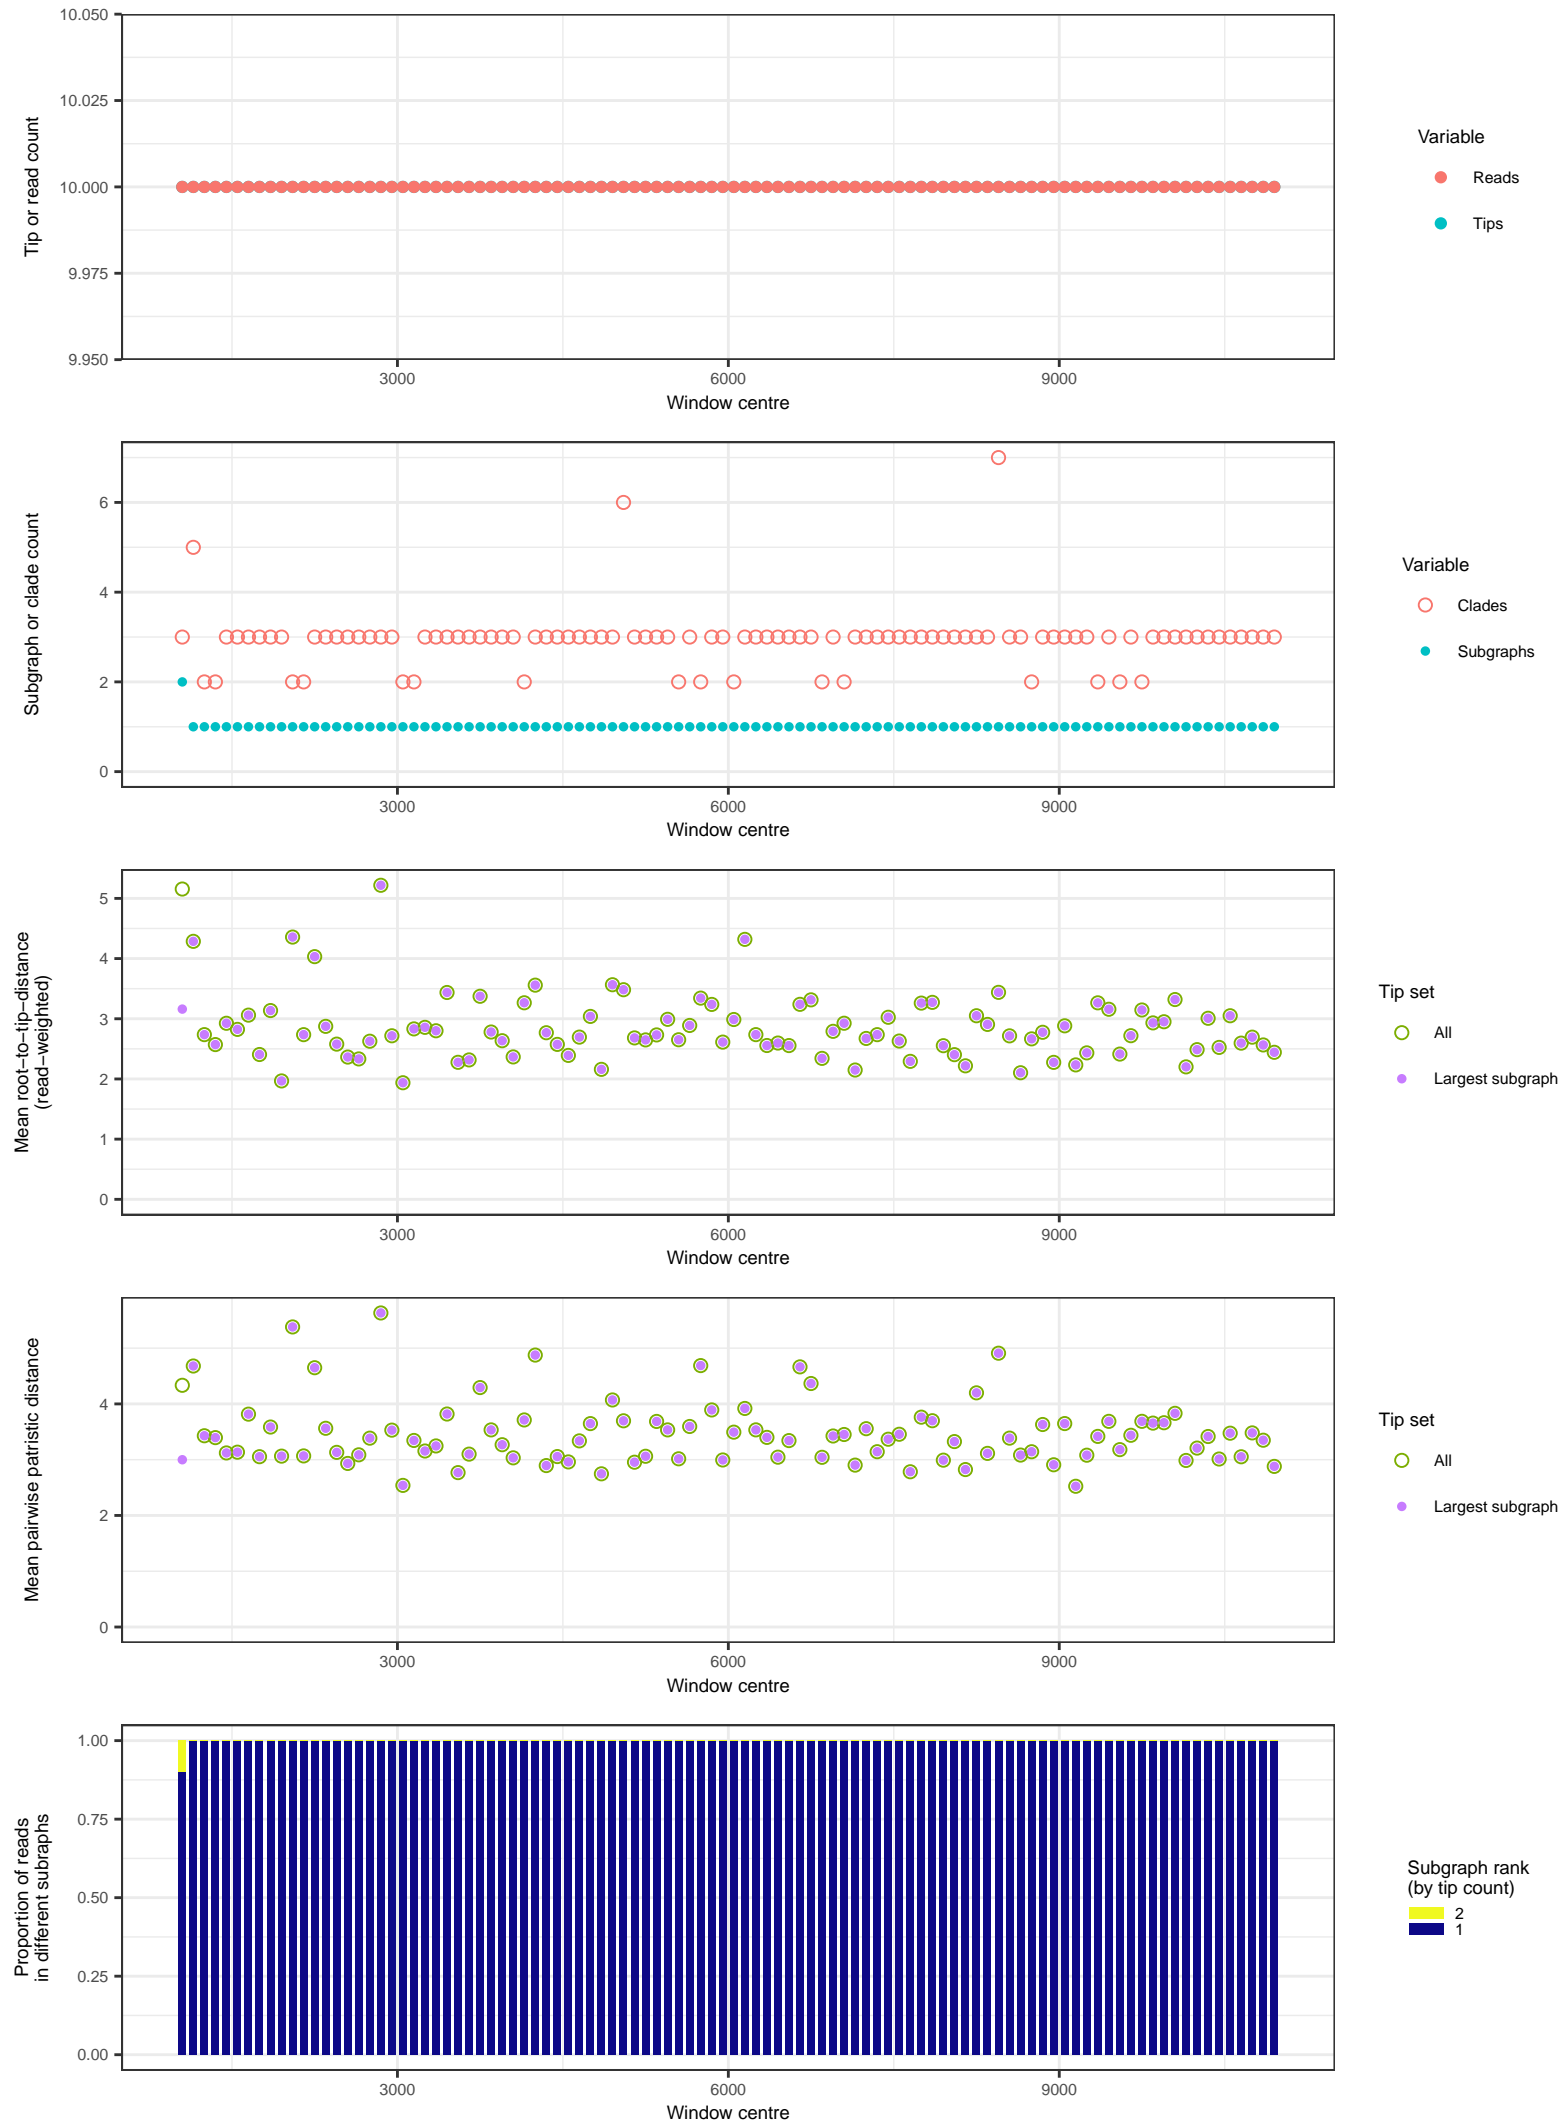 10.050
10.025
10.000
9.975
9.950
Tip or read count
3000 6000 9000
Window centre
Variable
Reads
Tips
6
4
2
0
Subgraph or clade count
3000 6000 9000
Window centre
Variable
Clades
Subgraphs
5
4
3
2
1
0
Mean root−to−tip−distance
(read−weighted)
3000 6000 9000
Window centre
Tip set
All
Largest subgraph
4
2
0
Mean pairwise patristic distance
3000 6000 9000
Window centre
Tip set
All
Largest subgraph
1.00
0.75
0.50
0.25
0.00
Proportion of reads
in different subraphs
3000 6000 9000
Window centre
Subgraph rank
(by tip count)
2
1